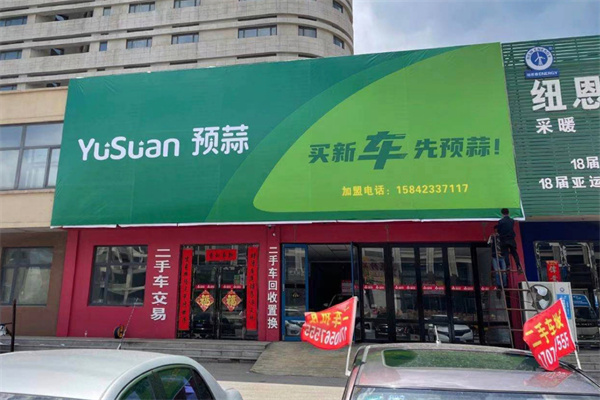 YuSuan 预蒜
买新车 先预蒜!
加盟电话：15842337117
纽恩
采暖
18届
18届亚运
二手车交易
二手车回收置换
福
福